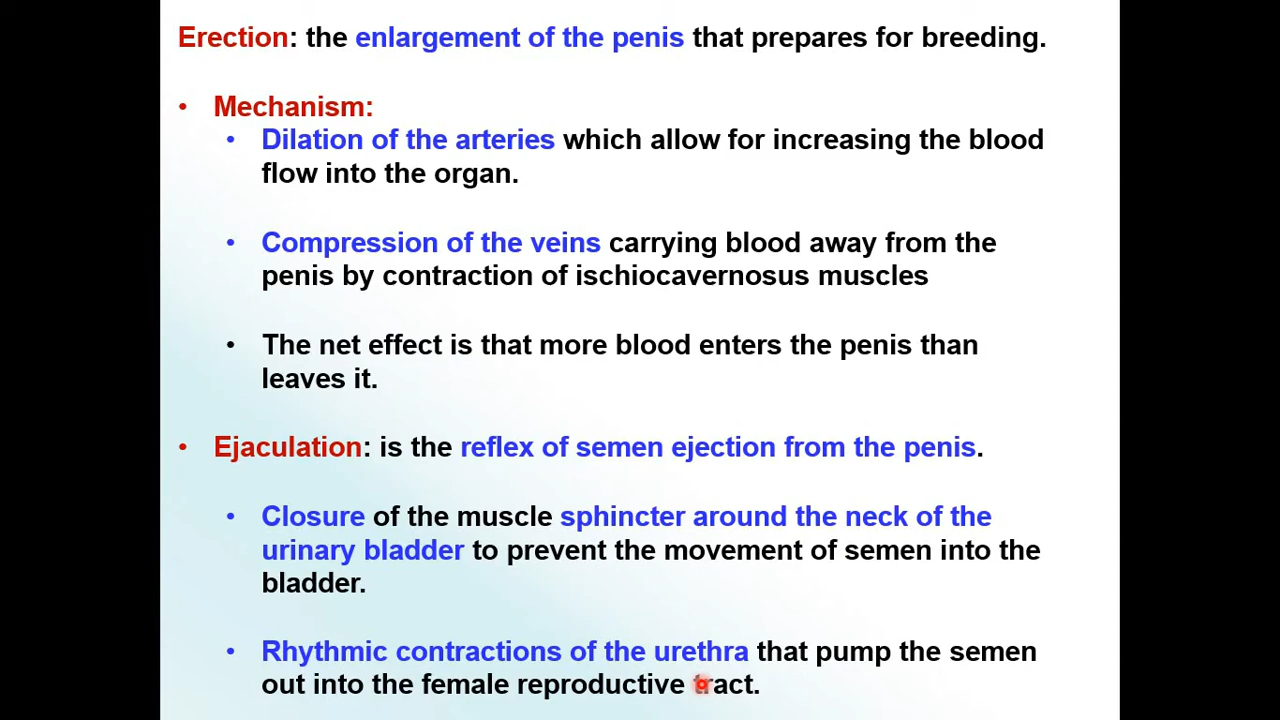 Erection: the enlargement of the penis that prepares for breeding.
• Mechanism:
• Dilation of the arteries which allow for increasing the blood
flow into the organ.
• Compression of the veins carrying blood away from the
penis by contraction of ischiocavernosus muscles
• The net effect is that more blood enters the penis than
leaves it.
• Ejaculation: is the reflex of semen ejection from the penis.
• Closure of the muscle sphincter around the neck of the
urinary bladder to prevent the movement of semen into the
bladder.
• Rhythmic contractions of the urethra that pump the semen
out into the female reproductive tract.